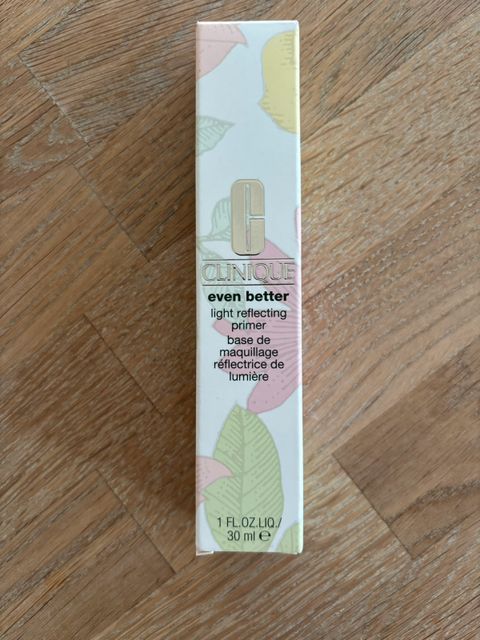 CLINIQUE
even better
light reflecting
primer
base de
maquillage
réflectrice de
lumière
1 FL.OZ.LIQ./
30 ml ℮